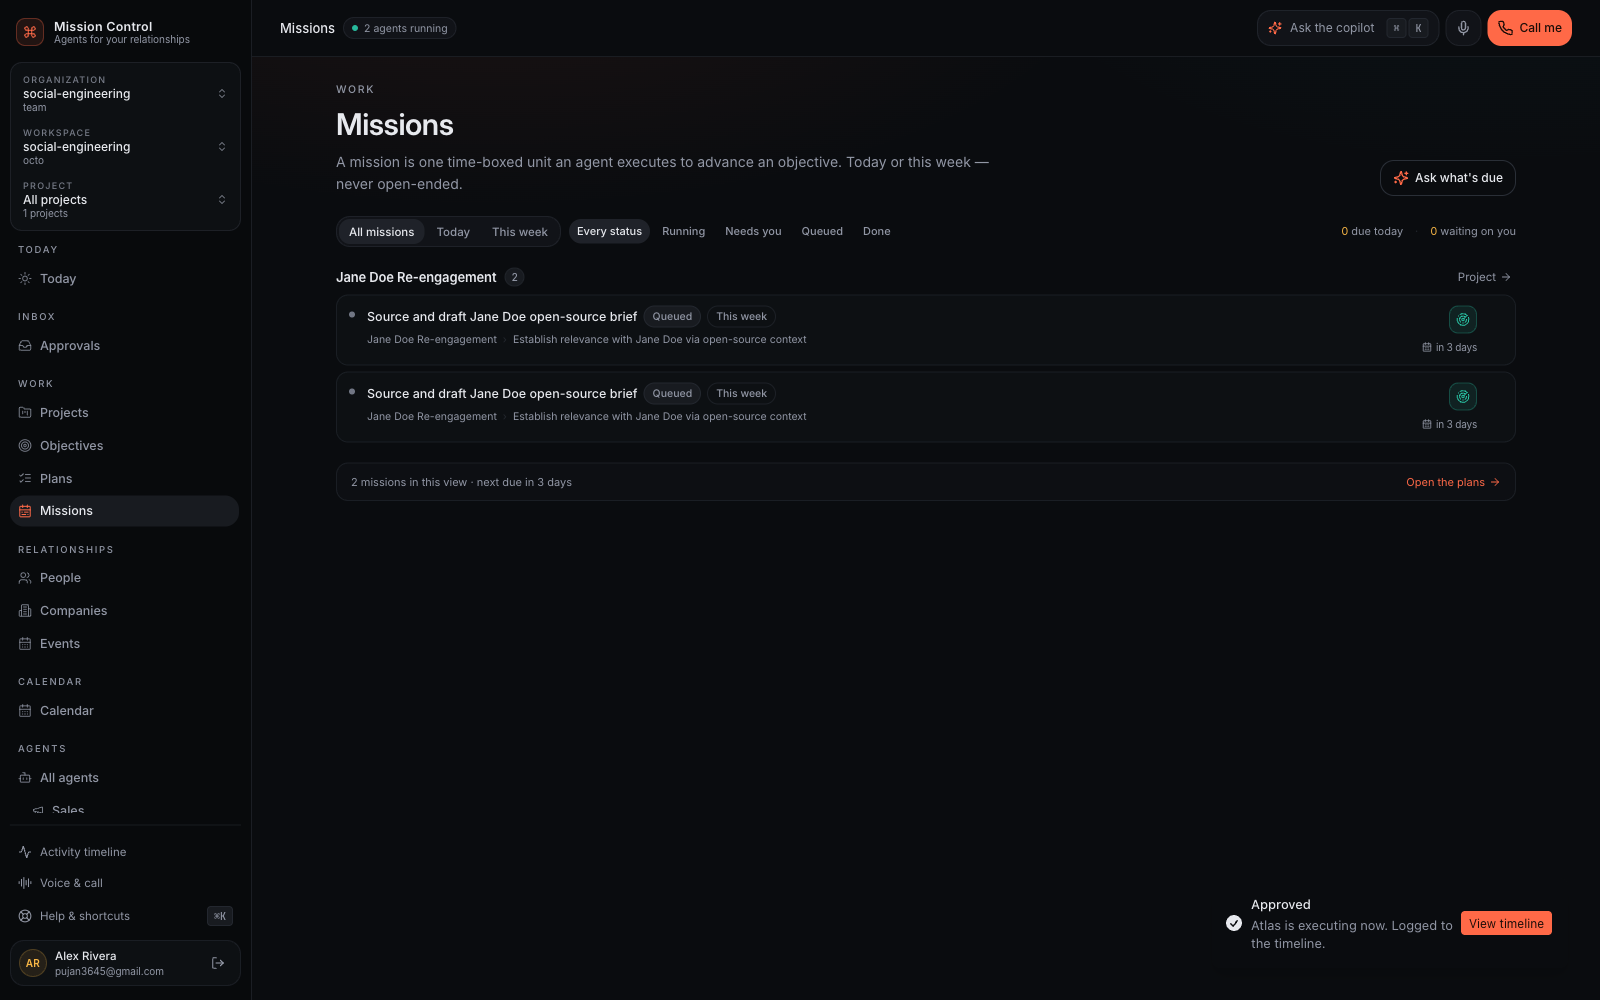 Mission Control
Agents for your relationships
ORGANIZATION
social-engineering
team
WORKSPACE
social-engineering
octo
PROJECT
All projects
1 projects
TODAY
Today
INBOX
Approvals
WORK
Projects
Objectives
Plans
Missions
RELATIONSHIPS
People
Companies
Events
CALENDAR
Calendar
AGENTS
All agents
Sales
Activity timeline
Voice & call
Help & shortcuts ⌘K
AR
Alex Rivera
pujan3645@gmail.com
Missions 2 agents running
Ask the copilot ⌘ K
Call me
WORK
Missions
A mission is one time-boxed unit an agent executes to advance an objective. Today or this week —
never open-ended.
Ask what's due
All missions Today This week Every status Running Needs you Queued Done
0 due today · 0 waiting on you
Jane Doe Re-engagement 2
Project →
Source and draft Jane Doe open-source brief Queued This week
Jane Doe Re-engagement · Establish relevance with Jane Doe via open-source context
in 3 days
Source and draft Jane Doe open-source brief Queued This week
Jane Doe Re-engagement · Establish relevance with Jane Doe via open-source context
in 3 days
2 missions in this view · next due in 3 days
Open the plans →
Approved
Atlas is executing now. Logged to
the timeline.
View timeline